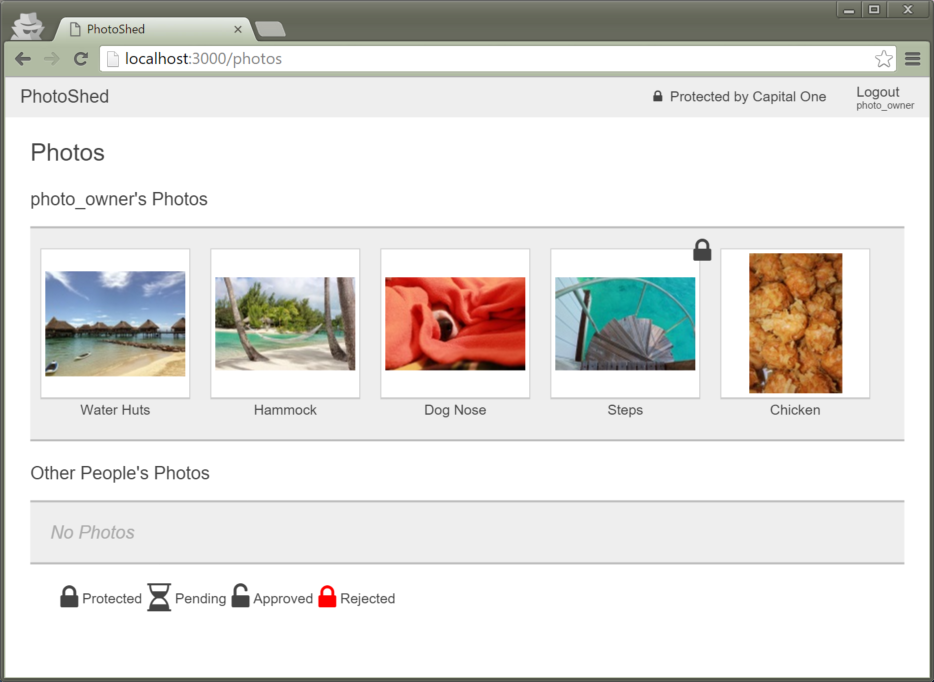 PhotoShed
localhost:3000/photos
PhotoShed
Protected by Capital One
Logout
photo_owner
Photos
photo_owner's Photos
Water Huts
Hammock
Dog Nose
Steps
Chicken
Other People's Photos
No Photos
Protected Pending Approved Rejected